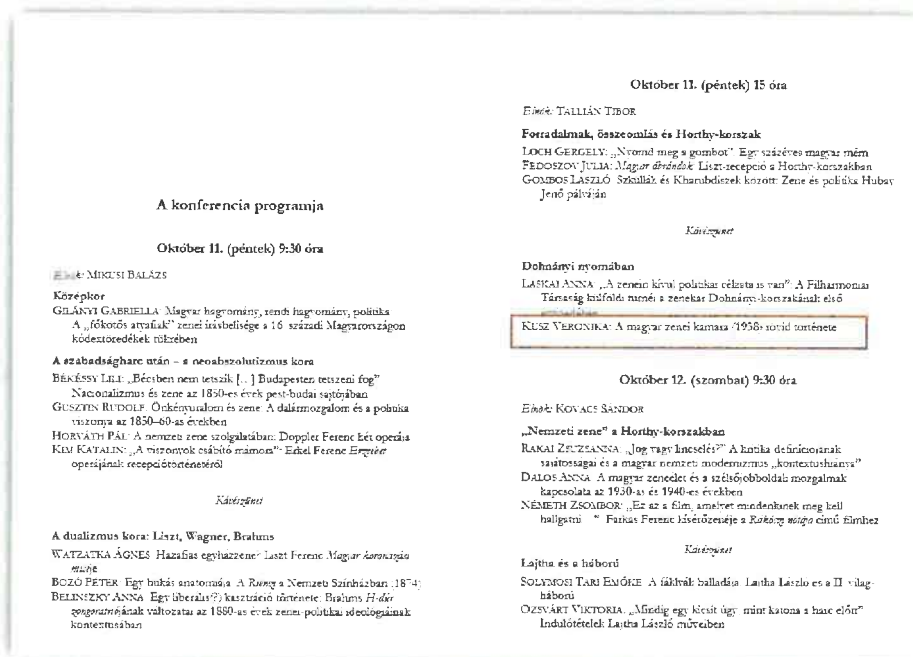 A konferencia programja
Október 11. (péntek) 9:30 óra
MIKUSI BALÁZS
Középkor
GILÁNYI GABRIELLA: Magyar hagyomány, rendi hagyomány, politika
A „főkötős atyafiak” zenei írásbelisége a 16. századi Magyarországon
kódextöredékek tükrében
A szabadságharc után – a neoabszolutizmus kora
BÉKÉSSY LILI: „Bécsben nem tetszik [...] Budapesten tetszeni fog”
Nacionalizmus és zene az 1850-es évek pest-budai sajtójában
GUSZTIN RUDOLF: Önkényuralom és zene: A dalármozgalom és a politika
viszonya az 1850–60-as években
HORVÁTH PÁL: A nemzeti zene szolgálatában: Doppler Ferenc két operája
KIM KATALIN: „A viszonyok csábító mámora”: Erkel Ferenc Erzsébet
operájának recepciótörténetéről
Kávészünet
A dualizmus kora: Liszt, Wagner, Brahms
WATZATKA ÁGNES: Hazafias egyházzene? Liszt Ferenc Magyar koronázási
miséje
BOZÓ PÉTER: Egy bukás anatómiája. A Rienzi a Nemzeti Színházban (1874)
BELINSZKY ANNA: Egy liberális(?) kasztráció története: Brahms H-dúr
zongoratriójának változatai az 1880-as évek zenei-politikai ideológiáinak
kontextusában
Október 11. (péntek) 15 óra
Elnök: TALLIÁN TIBOR
Forradalmak, összeomlás és Horthy-korszak
LOCH GERGELY: „Nyomd meg a gombot” Egy százéves magyar mém
FEDOSZOV JÚLIA: Magyar ábrándok: Liszt-recepció a Horthy-korszakban
GOMBOS LÁSZLÓ: Szküllák és Kharübdiszek között: Zene és politika Hubay
Jenő pályáján
Kávészünet
Dohnányi nyomában
LASKAI ANNA: „A zenein kívül politikai célzata is van”: A Filharmóniai
Társaság külföldi turnéi a zenekar Dohnányi-korszakának első
KUSZ VERONIKA: A magyar zenei kamara (1938) rövid története
Október 12. (szombat) 9:30 óra
Elnök: KOVÁCS SÁNDOR
„Nemzeti zene” a Horthy-korszakban
RAKAI ZSUZSANNA: „Jog vagy lincselés?” A kritika definíciójának
sajátosságai és a magyar nemzeti modernizmus „kontextushiánya”
DALOS ANNA: A magyar zeneélet és a szélsőjobboldali mozgalmak
kapcsolata az 1930-as és 1940-es években
NÉMETH ZSOMBOR: „Ez az a film, amelyet mindenkinek meg kell
hallgatni...” Farkas Ferenc kísérőzenéje a Rákóczi nótája című filmhez
Kávészünet
Lajtha és a háború
SOLYMOSI TARI EMŐKE: A fáklyák balladája. Lajtha László és a II. világ-
háború
OZSVÁRT VIKTÓRIA: „Mindig egy kicsit úgy, mint katona a harc előtt”
Indulótételek Lajtha László műveiben